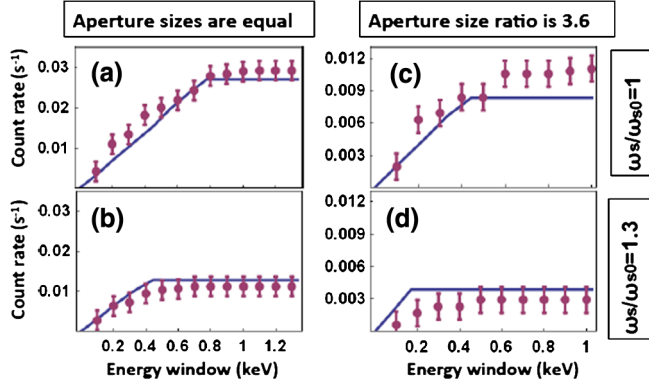 Aperture sizes are equal
Aperture size ratio is 3.6
Count rate (s⁻¹)
0.03
0.02
0.01
(a)
0.012
0.009
0.006
0.003
(c)
ωs/ωs0=1
Count rate (s⁻¹)
0.03
0.02
0.01
(b)
0.2 0.4 0.6 0.8 1 1.2
Energy window (keV)
0.012
0.009
0.006
0.003
(d)
0.2 0.4 0.6 0.8 1
Energy window (keV)
ωs/ωs0=1.3